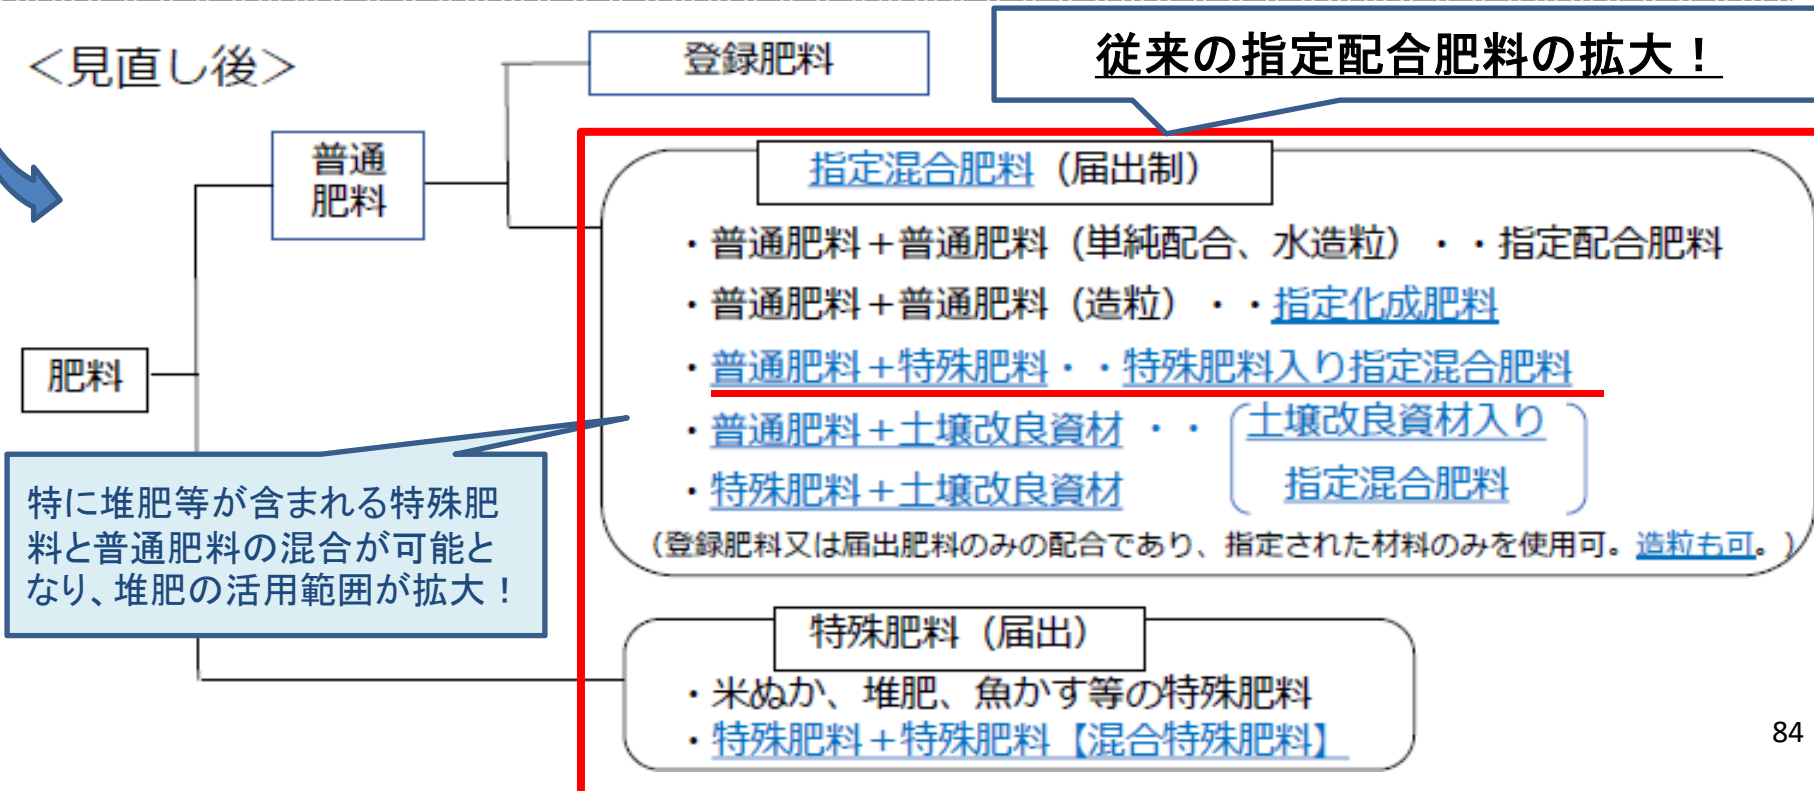 <見直し後>
登録肥料
従来の指定配合肥料の拡大！
普通
肥料
指定混合肥料（届出制）
・普通肥料＋普通肥料（単純配合、水造粒）・・指定配合肥料
・普通肥料＋普通肥料（造粒）・・指定化成肥料
肥料
・普通肥料＋特殊肥料・・特殊肥料入り指定混合肥料
・普通肥料＋土壌改良資材 ・・
・特殊肥料＋土壌改良資材
土壌改良資材入り
指定混合肥料
（登録肥料又は届出肥料のみの配合であり、指定された材料のみを使用可。造粒も可。）
特に堆肥等が含まれる特殊肥
料と普通肥料の混合が可能と
なり、堆肥の活用範囲が拡大！
特殊肥料（届出）
・米ぬか、堆肥、魚かす等の特殊肥料
・特殊肥料＋特殊肥料【混合特殊肥料】
84